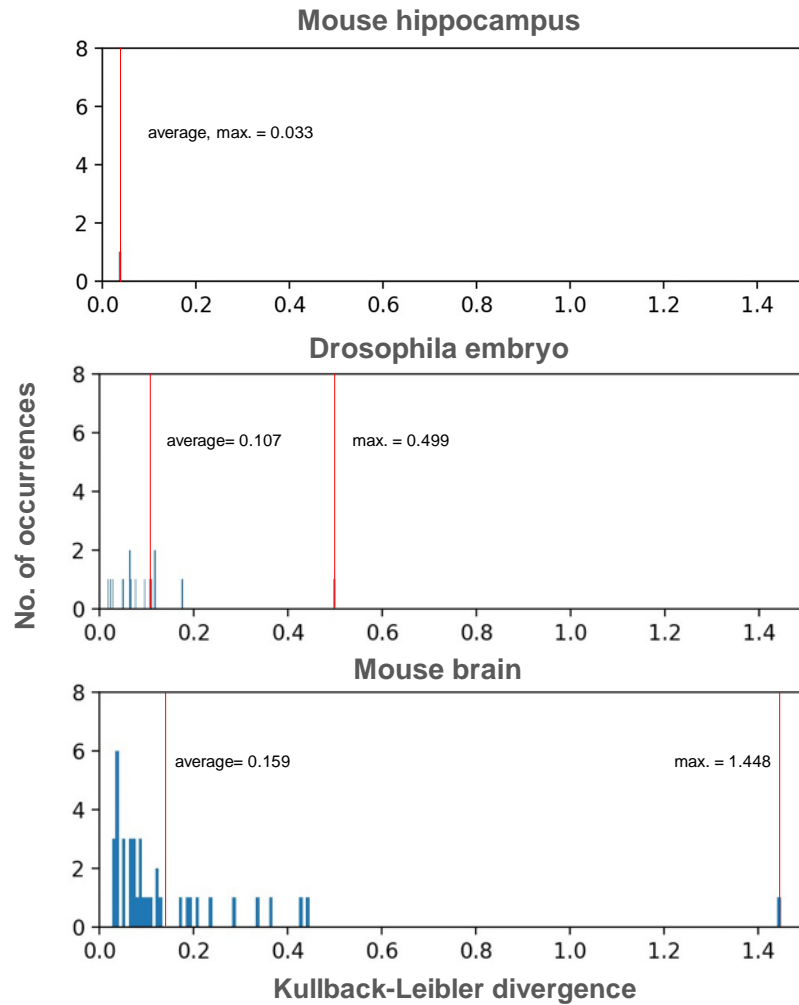 Mouse hippocampus
8
6
4
2
0
average, max. = 0.033
0.0 0.2 0.4 0.6 0.8 1.0 1.2 1.4
Drosophila embryo
8
6
4
2
0
average= 0.107 max. = 0.499
0.0 0.2 0.4 0.6 0.8 1.0 1.2 1.4
No. of occurrences
Mouse brain
8
6
4
2
0
average= 0.159 max. = 1.448
0.0 0.2 0.4 0.6 0.8 1.0 1.2 1.4
Kullback-Leibler divergence